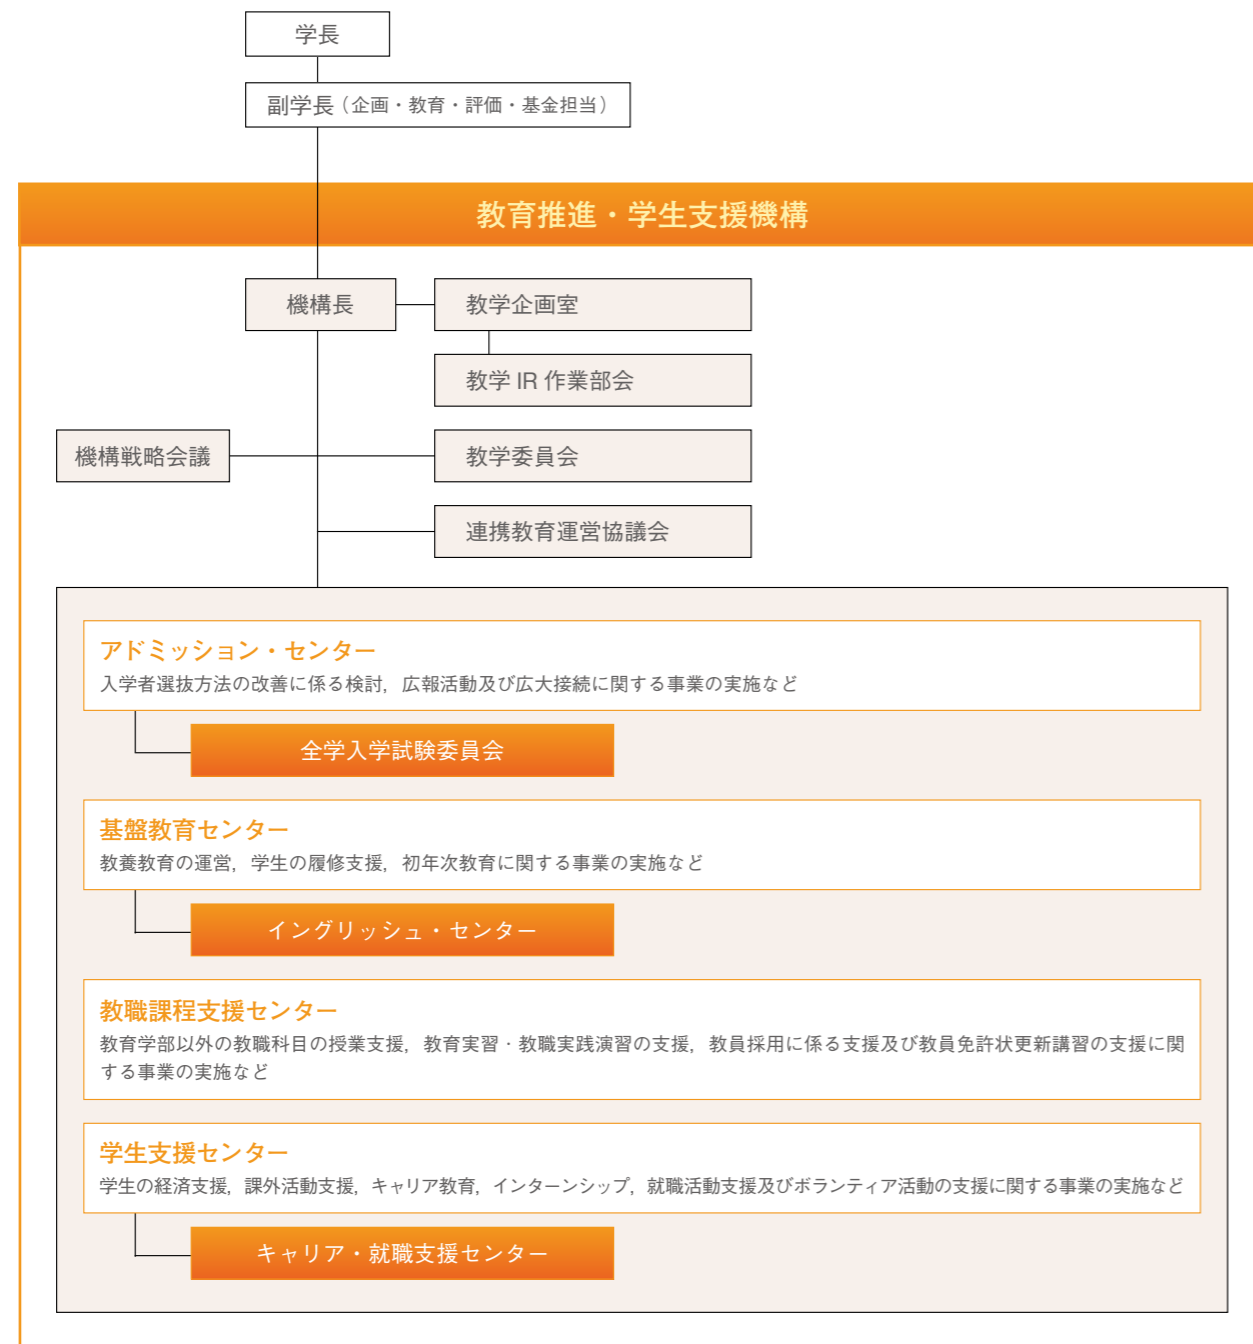 学長
副学長（企画・教育・評価・基金担当）
教育推進・学生支援機構
機構長
教学企画室
教学 IR 作業部会
機構戦略会議
教学委員会
連携教育運営協議会
アドミッション・センター
入学者選抜方法の改善に係る検討，広報活動及び広大接続に関する事業の実施など
全学入学試験委員会
基盤教育センター
教養教育の運営，学生の履修支援，初年次教育に関する事業の実施など
イングリッシュ・センター
教職課程支援センター
教育学部以外の教職科目の授業支援，教育実習・教職実践演習の支援，教員採用に係る支援及び教員免許状更新講習の支援に関
する事業の実施など
学生支援センター
学生の経済支援，課外活動支援，キャリア教育，インターンシップ，就職活動支援及びボランティア活動の支援に関する事業の実施など
キャリア・就職支援センター